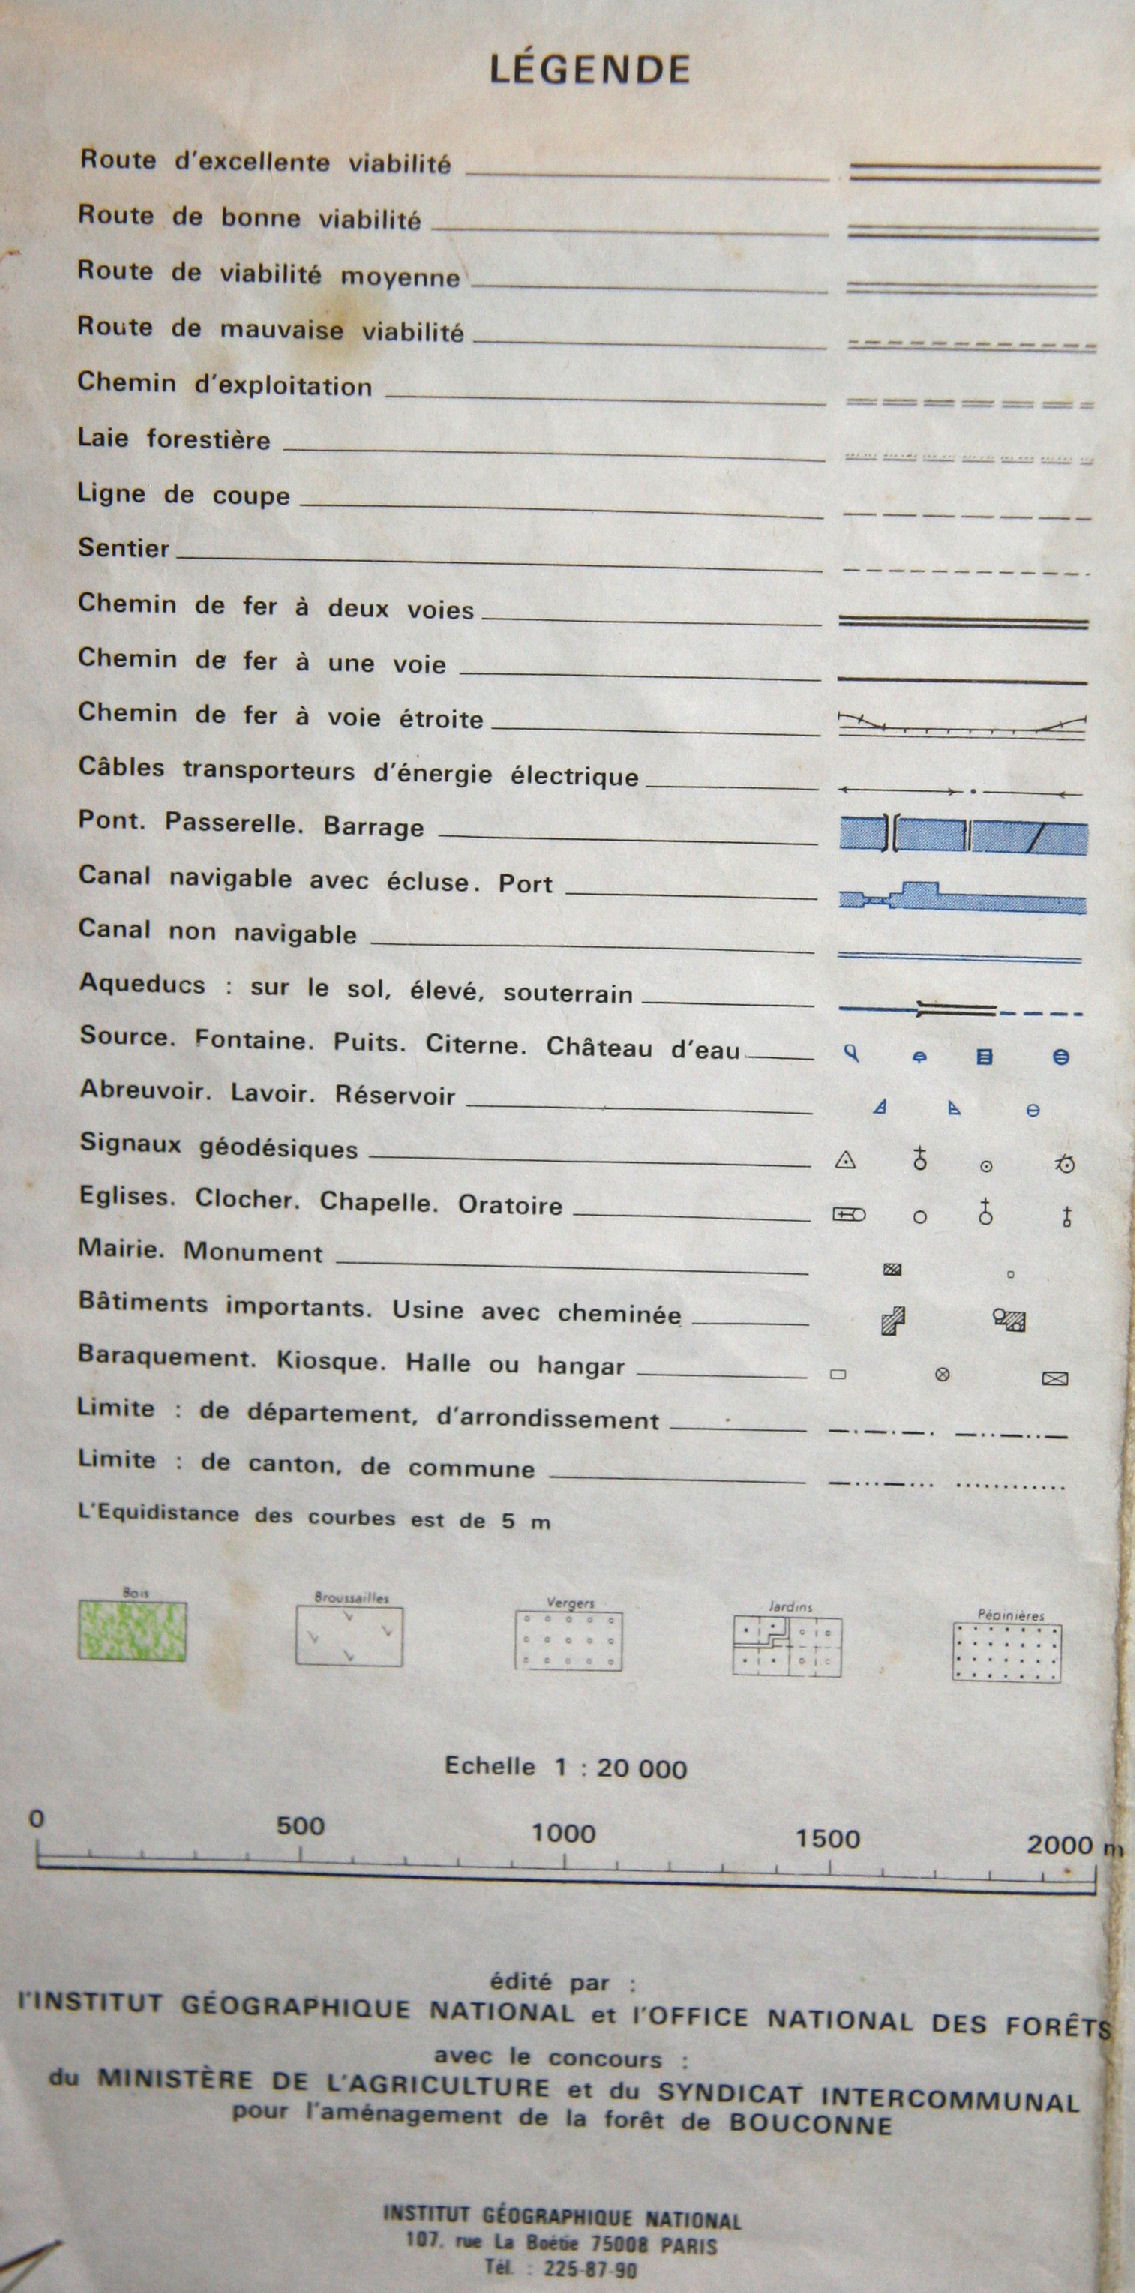 LÉGENDE
Route d'excellente viabilité
Route de bonne viabilité
Route de viabilité moyenne
Route de mauvaise viabilité
Chemin d'exploitation
Laie forestière
Ligne de coupe
Sentier
Chemin de fer à deux voies
Chemin de fer à une voie
Chemin de fer à voie étroite
Câbles transporteurs d'énergie électrique
Pont. Passerelle. Barrage
Canal navigable avec écluse. Port
Canal non navigable
Aqueducs : sur le sol, élevé, souterrain
Source. Fontaine. Puits. Citerne. Château d'eau
Abreuvoir. Lavoir. Réservoir
Signaux géodésiques
Eglises. Clocher. Chapelle. Oratoire
Mairie. Monument
Bâtiments importants. Usine avec cheminée
Baraquement. Kiosque. Halle ou hangar
Limite : de département, d'arrondissement
Limite : de canton, de commune
L'Equidistance des courbes est de 5 m
Bois Broussailles Vergers Jardins Pépinières
Echelle 1 : 20 000
0 500 1000 1500 2000 m
édité par :
l'INSTITUT GÉOGRAPHIQUE NATIONAL et l'OFFICE NATIONAL DES FORÊTS
avec le concours :
du MINISTÈRE DE L'AGRICULTURE et du SYNDICAT INTERCOMMUNAL
pour l'aménagement de la forêt de BOUCONNE
INSTITUT GÉOGRAPHIQUE NATIONAL
107, rue La Boétie 75008 PARIS
Tél. : 225-87-90